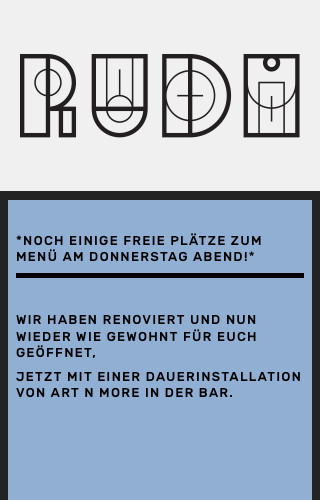 RUDI
*NOCH EINIGE FREIE PLÄTZE ZUM
MENÜ AM DONNERSTAG ABEND!*
WIR HABEN RENOVIERT UND NUN
WIEDER WIE GEWOHNT FÜR EUCH
GEÖFFNET,
JETZT MIT EINER DAUERINSTALLATION
VON ART N MORE IN DER BAR.